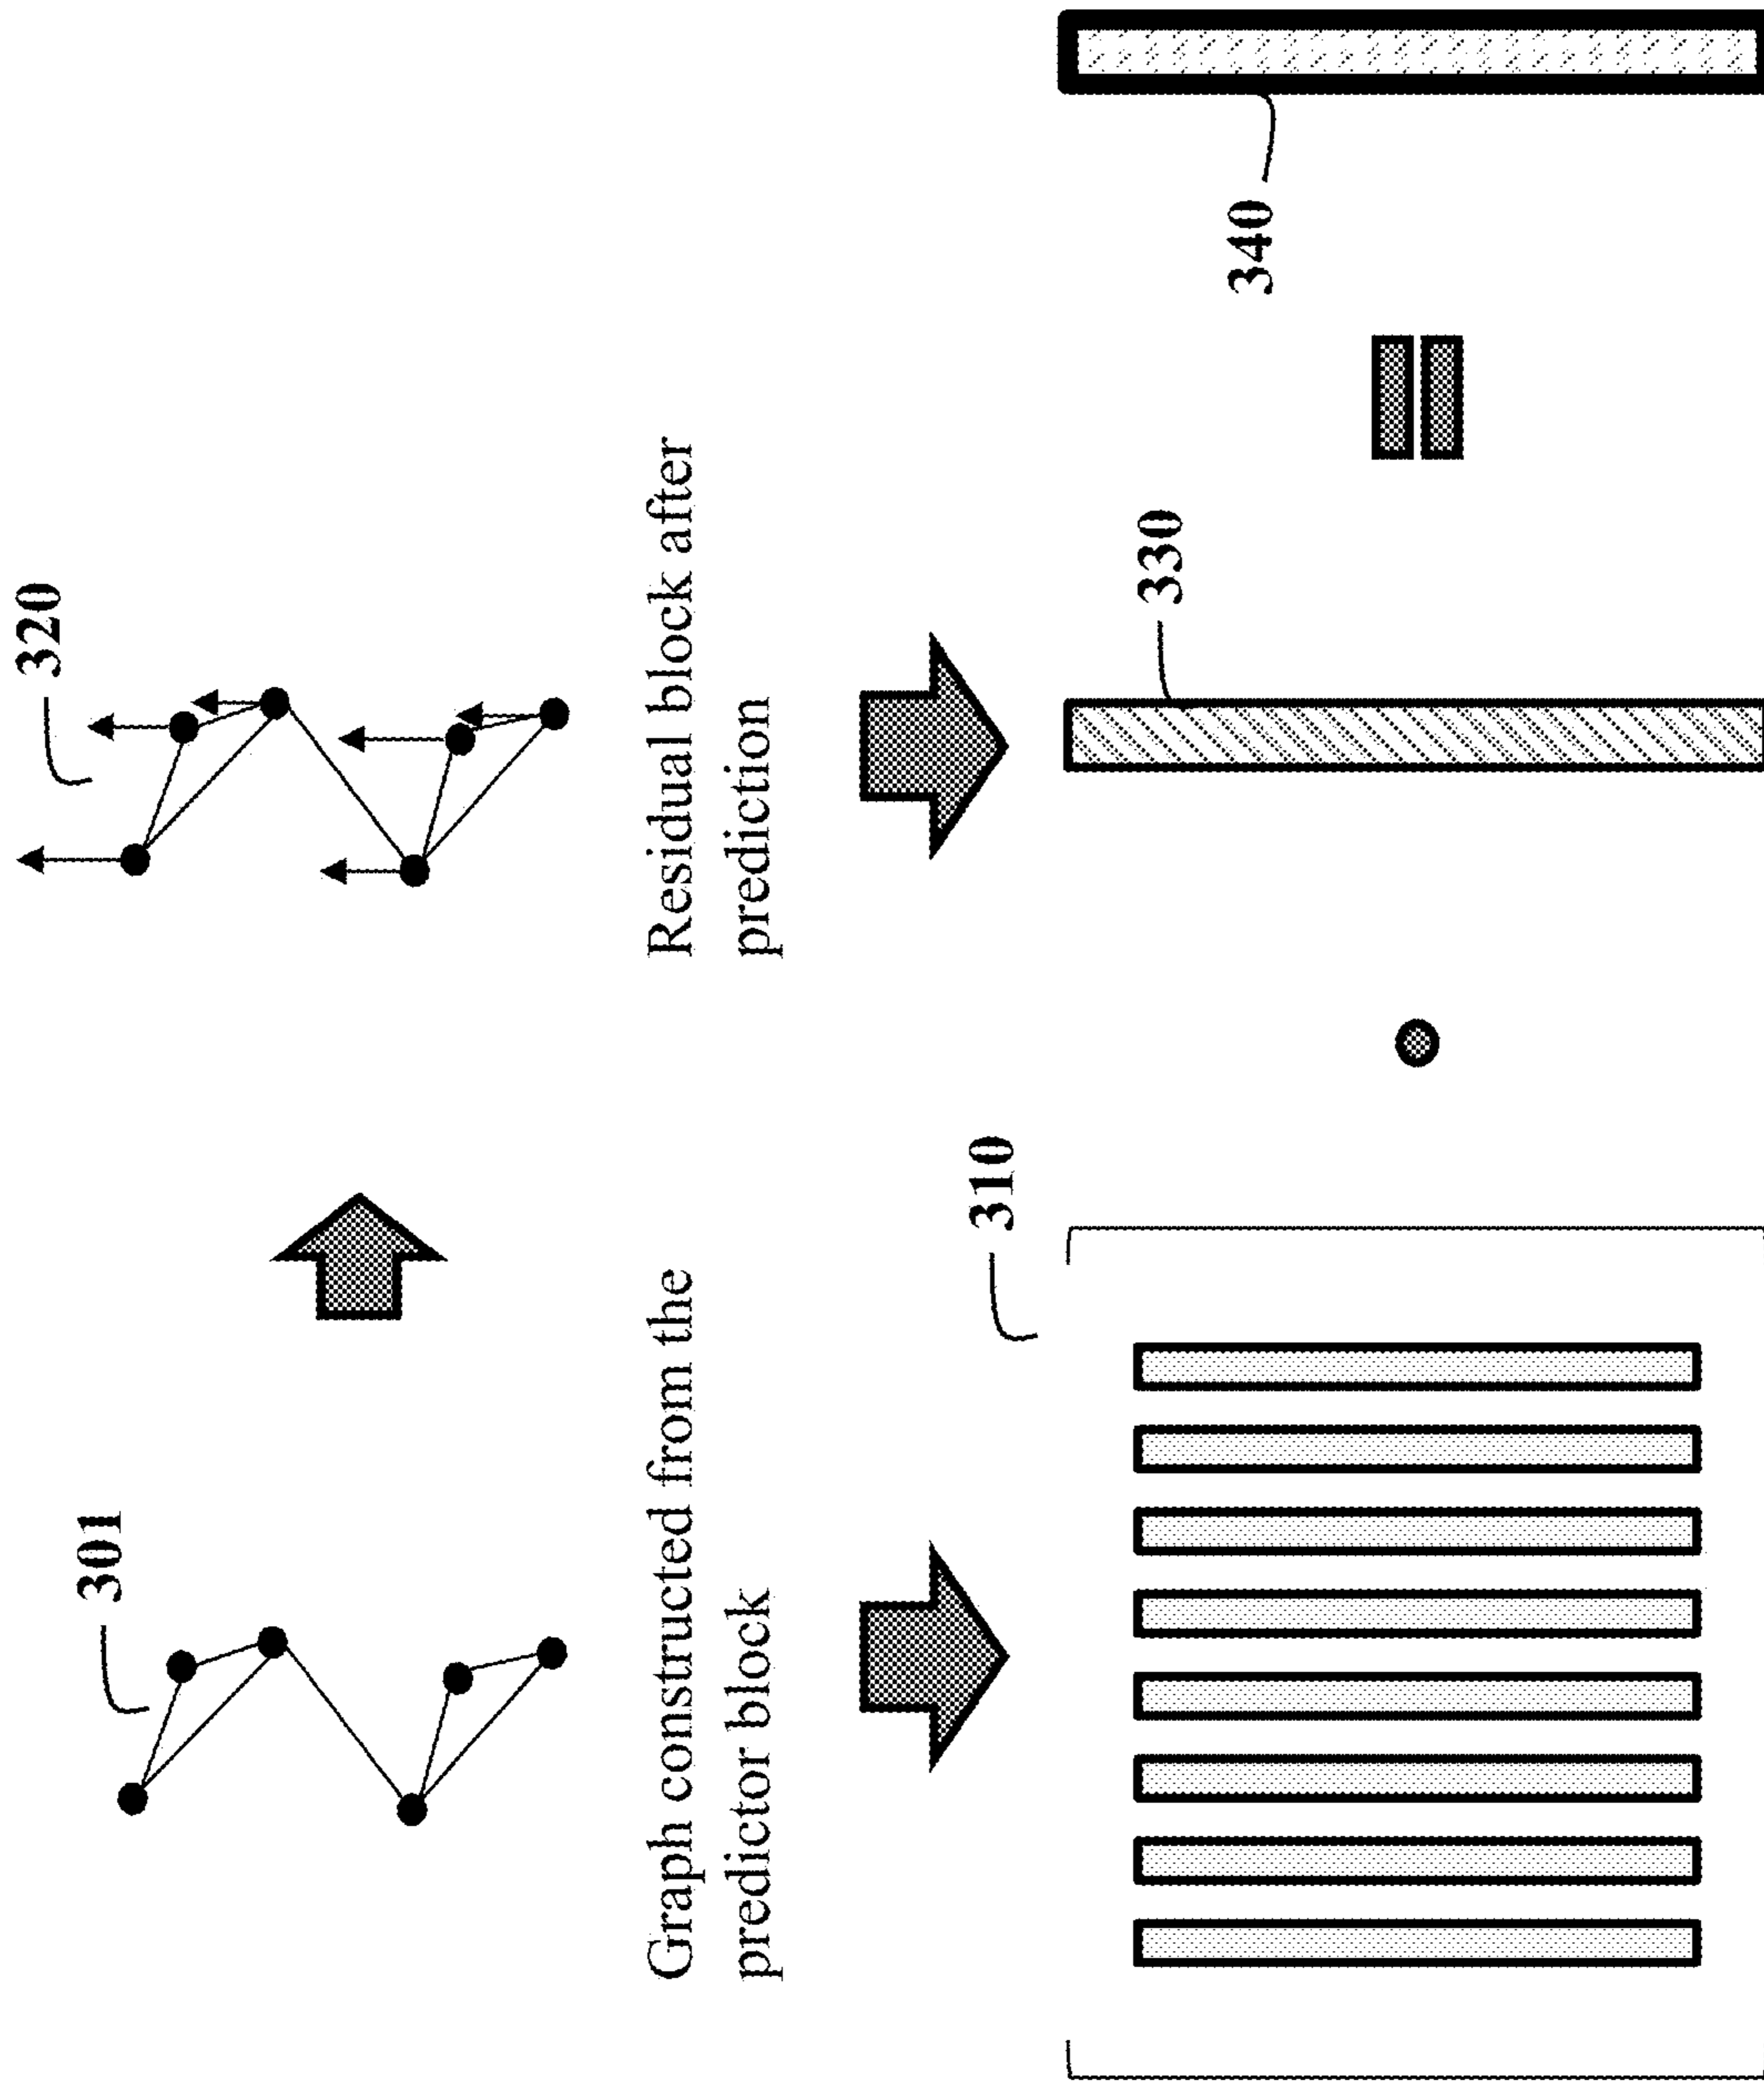 301
320
Graph constructed from the
predictor block
Residual block after
prediction
310
330
340